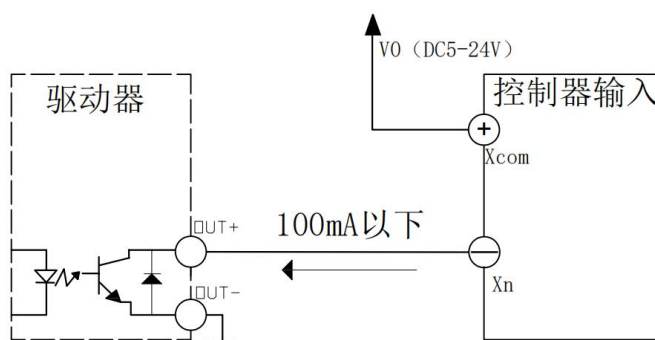 V0（DC5-24V）
驱动器
控制器输入
+
Xcom
OUT+
100mA以下
Xn
OUT-